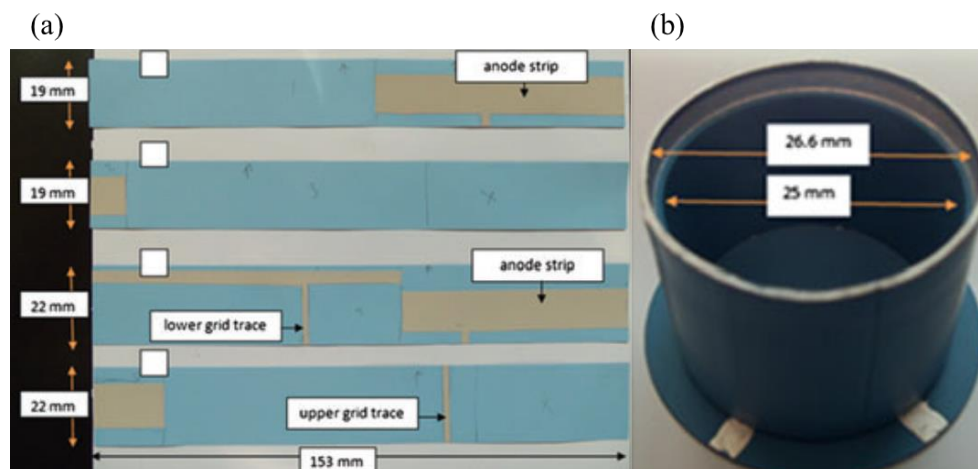 (a)
(b)
19 mm
anode strip
19 mm
22 mm
anode strip
lower grid trace
22 mm
upper grid trace
153 mm
26.6 mm
25 mm